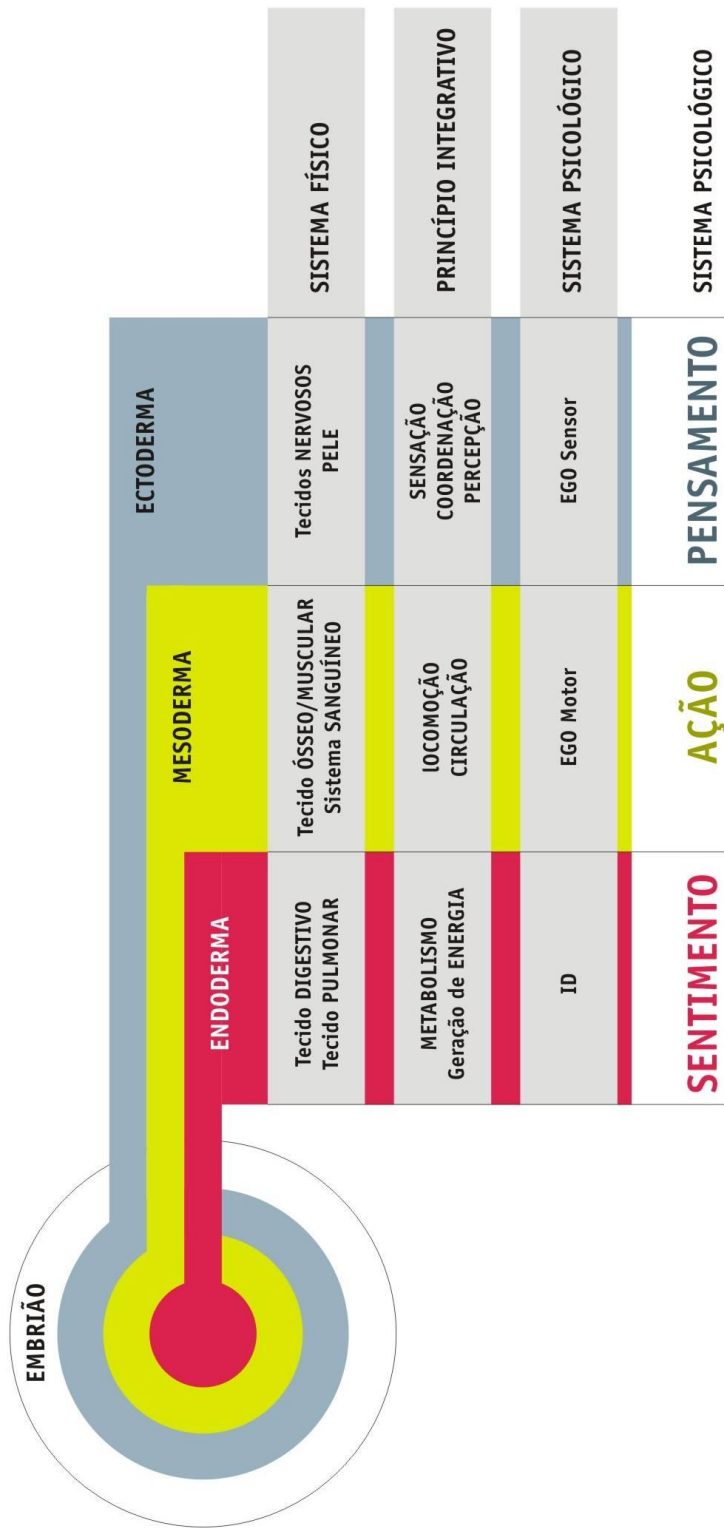 EMBRIÃO
ENDODERMA
MESODERMA
ECTODERMA
Tecido DIGESTIVO
Tecido PULMONAR
Tecido ÓSSEO/MUSCULAR
Sistema SANGUÍNEO
Tecidos NERVOSOS
PELE
SISTEMA FÍSICO
METABOLISMO
Geração de ENERGIA
lOCOMOÇÃO
CIRCULAÇÃO
SENSAÇÃO
COORDENAÇÃO
PERCEPÇÃO
PRINCÍPIO INTEGRATIVO
ID
EGO Motor
EGO Sensor
SISTEMA PSICOLÓGICO
SENTIMENTO
AÇÃO
PENSAMENTO
SISTEMA PSICOLÓGICO